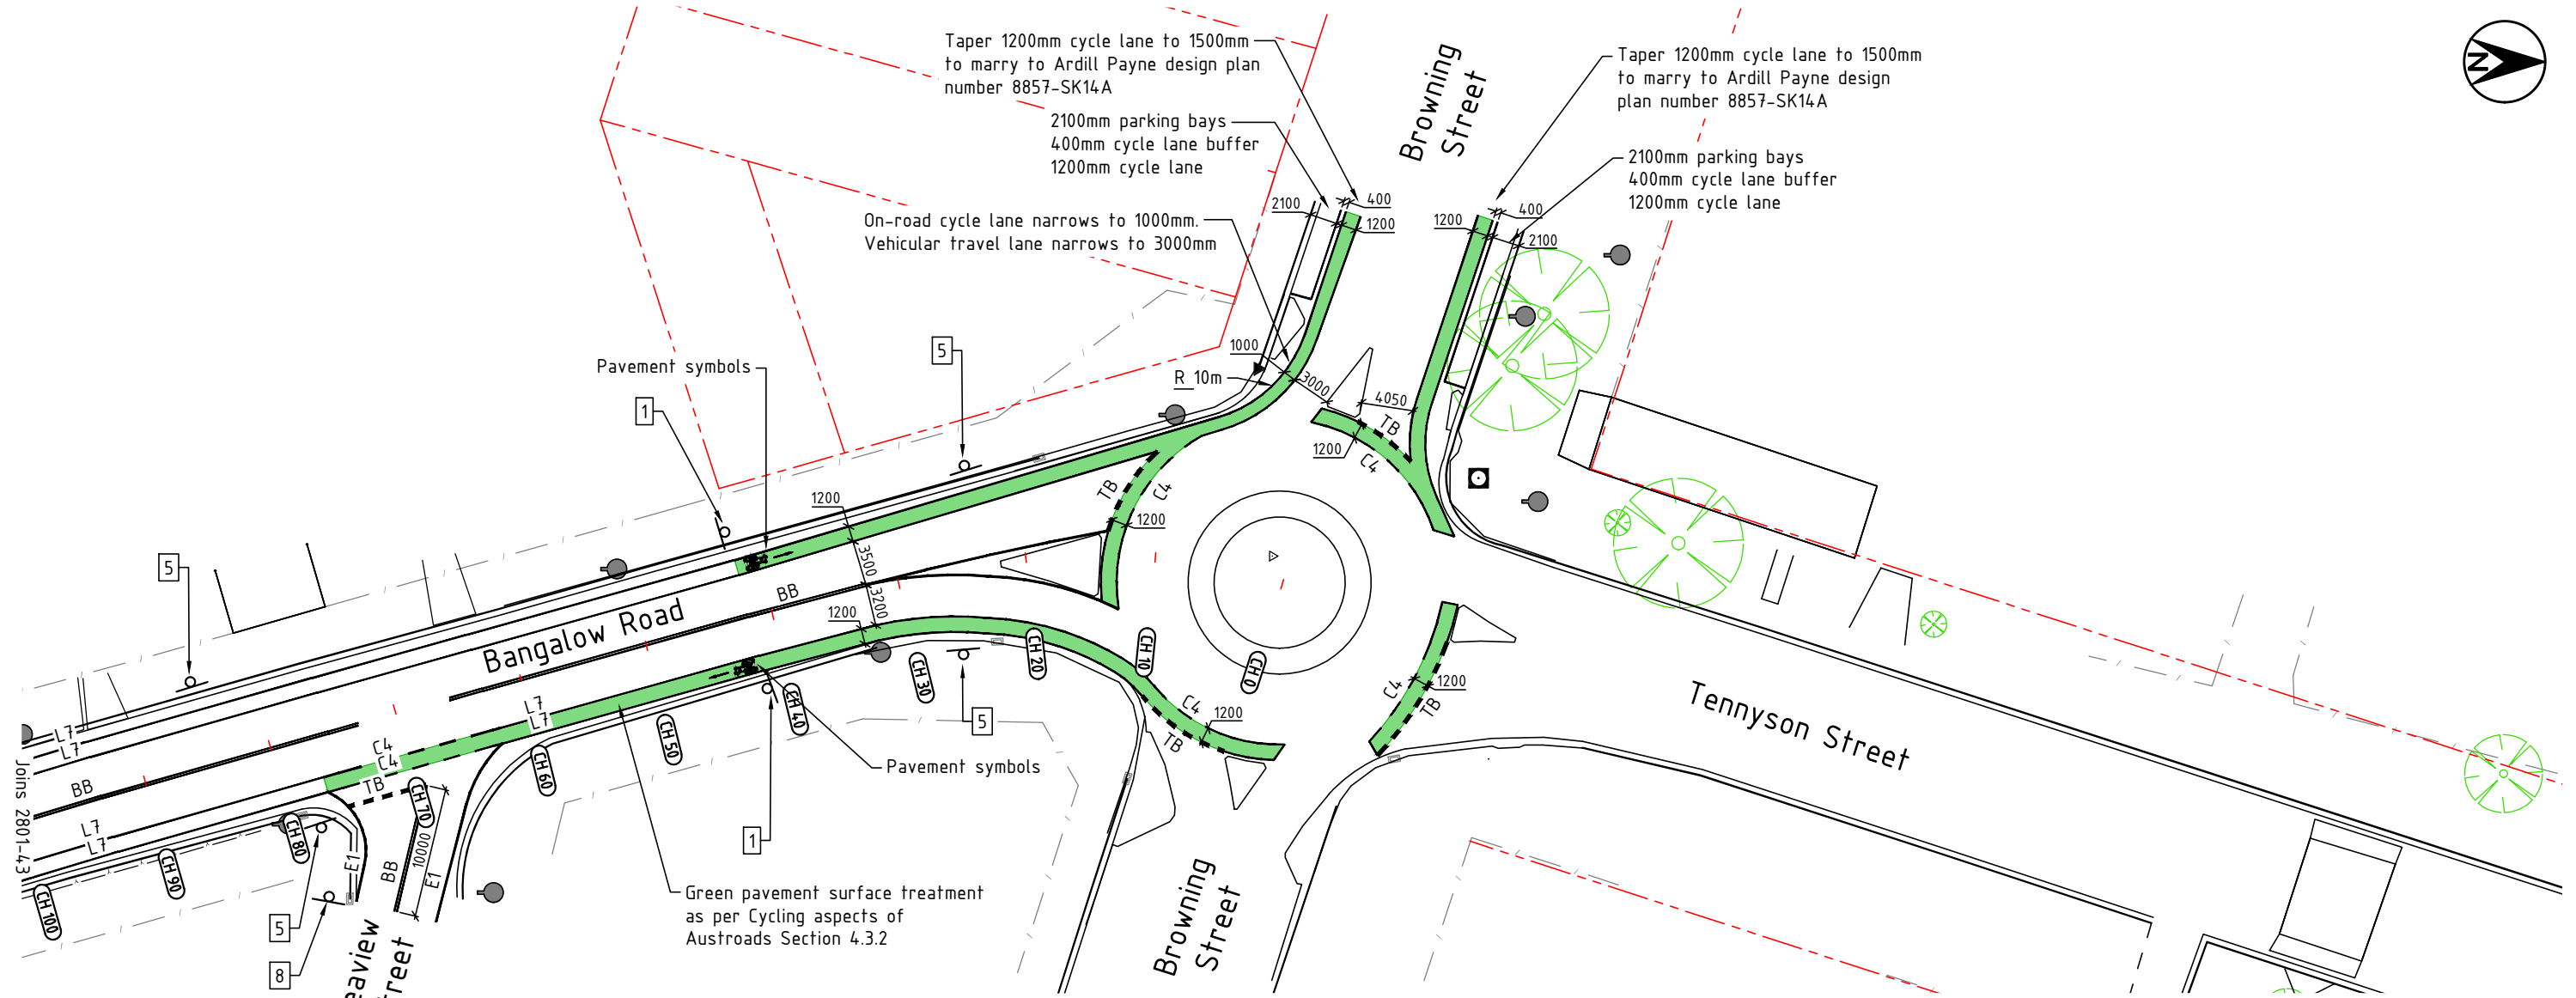 Taper 1200mm cycle lane to 1500mm
to marry to Ardill Payne design plan
number 8857-SK14A
2100mm parking bays
400mm cycle lane buffer
1200mm cycle lane
On-road cycle lane narrows to 1000mm.
Vehicular travel lane narrows to 3000mm
Browning
Street
Taper 1200mm cycle lane to 1500mm
to marry to Ardill Payne design
plan number 8857-SK14A
2100mm parking bays
400mm cycle lane buffer
1200mm cycle lane
N
2100
400
1200
1200
400
2100
1000
R 10m
3000
4050
TB
1200
C4
Pavement symbols
5
1
5
1200
3500
3200
1200
TB
C4
1200
BB
Bangalow Road
L7
L7
BB
L7
L7
C4
C4
TB
L7
L7
Joins 2801-43
CH 0
CH 10
CH 20
CH 30
CH 40
CH 50
CH 60
CH 70
CH 80
CH 90
CH 100
5
1
Pavement symbols
C4
1200
TB
C4
1200
TB
Tennyson Street
E1
BB
10000
E1
5
8
eaview
treet
Green pavement surface treatment
as per Cycling aspects of
Austroads Section 4.3.2
Browning
Street